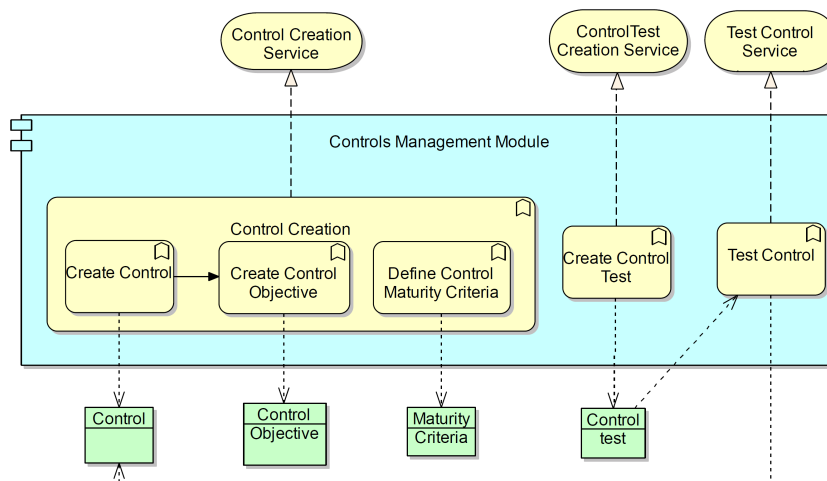 Control Creation
Service
ControlTest
Creation Service
Test Control
Service
Controls Management Module
Control Creation
Create Control
Create Control
Objective
Define Control
Maturity Criteria
Create Control
Test
Test Control
Control
Control
Objective
Maturity
Criteria
Control
test